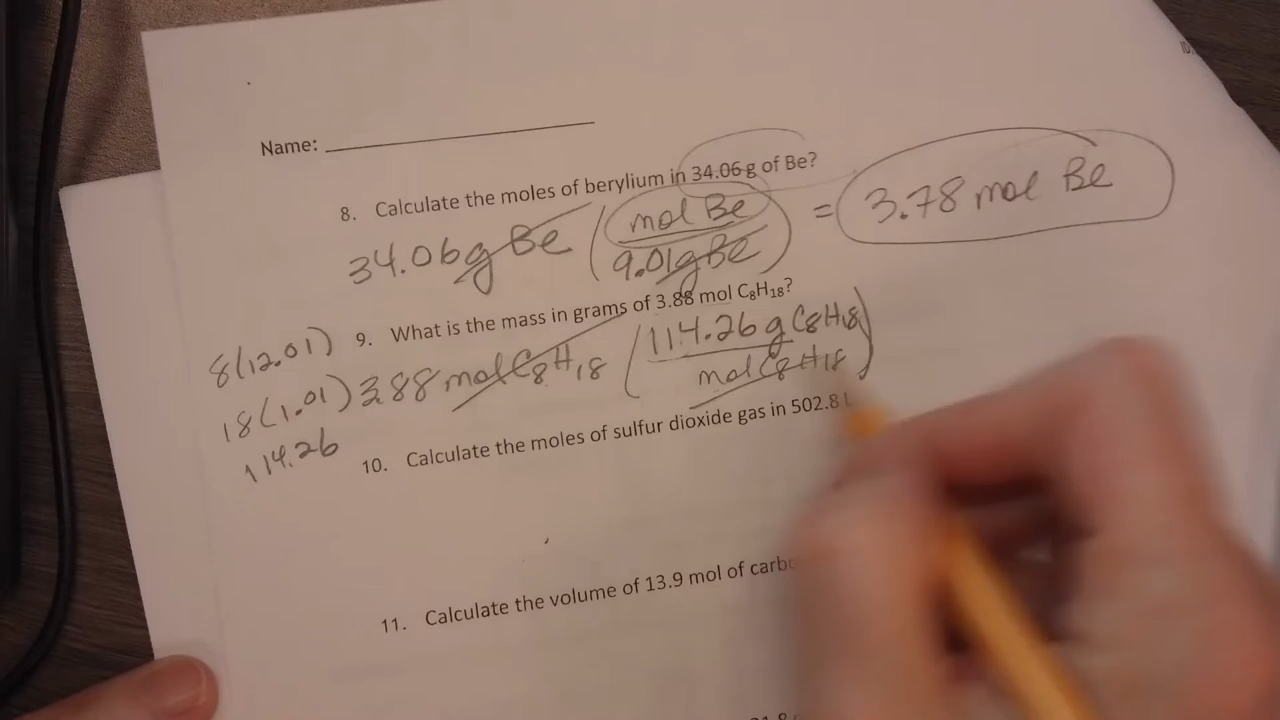 Name:
8. Calculate the moles of berylium in 34.06 g of Be?
34.06g Be (mol Be / 9.01g Be) = 3.78 mol Be
9. What is the mass in grams of 3.88 mol C8H18?
8(12.01)
18(1.01)
114.26
3.88 mol C8H18 (114.26 g C8H18 / mol C8H18)
10. Calculate the moles of sulfur dioxide gas in 502.8
11. Calculate the volume of 13.9 mol of